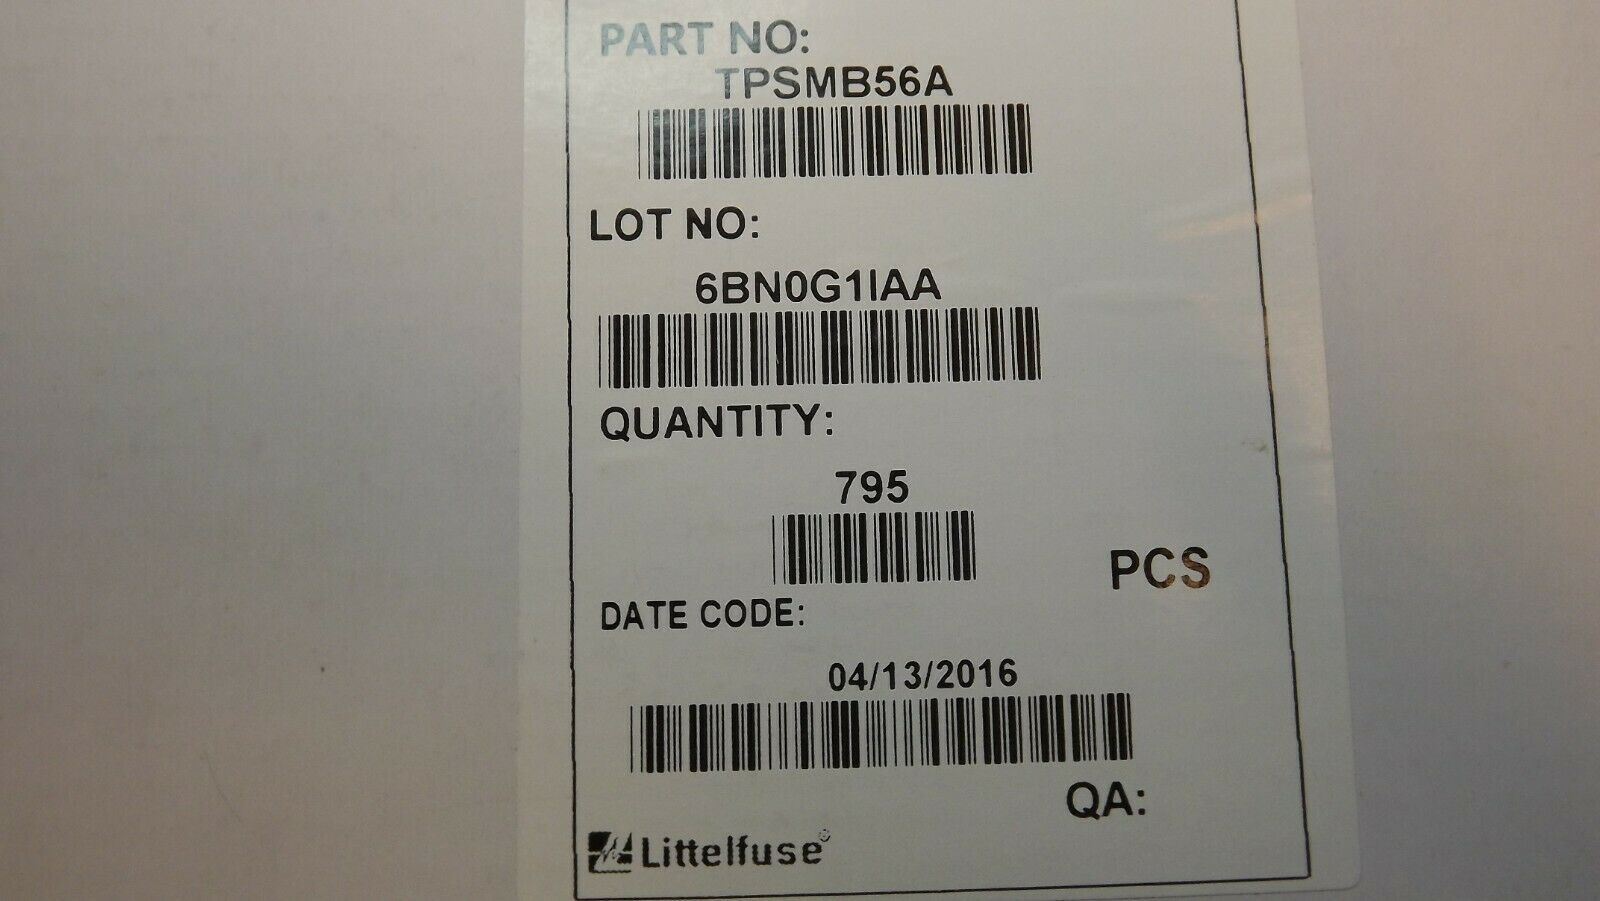 PART NO:
TPSMB56A
LOT NO:
6BN0G1IAA
QUANTITY:
795
PCS
DATE CODE:
04/13/2016
QA:
Littelfuse®